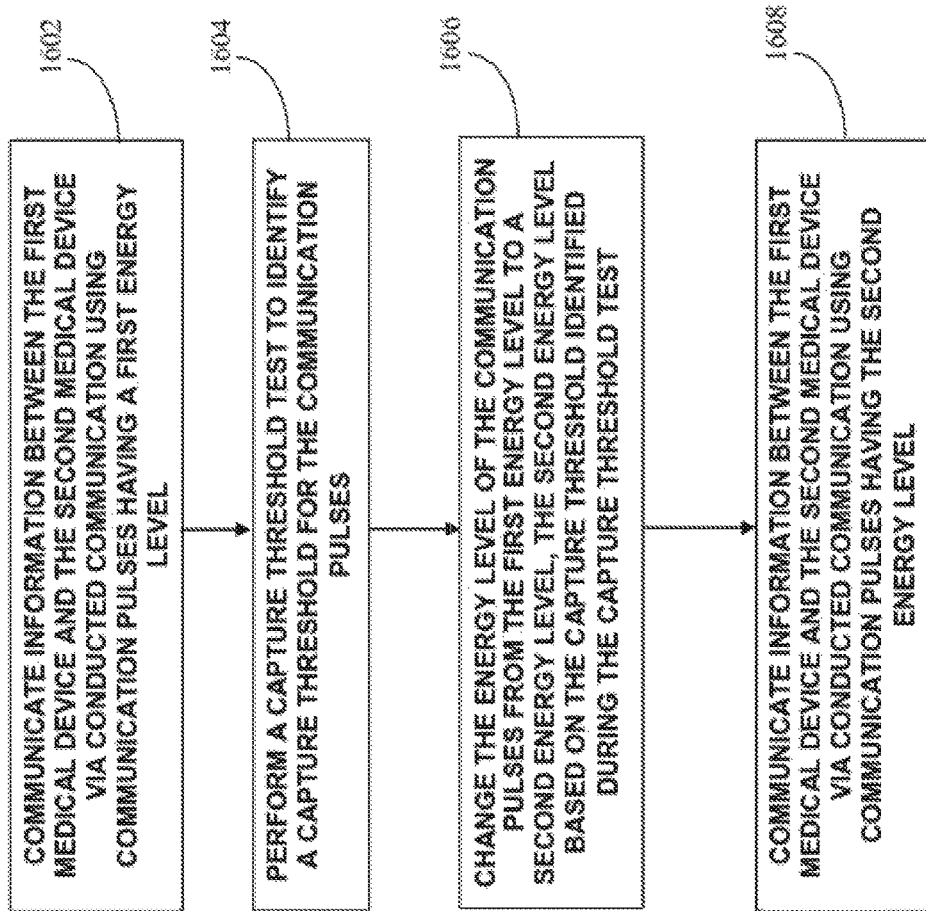 COMMUNICATE INFORMATION BETWEEN THE FIRST
MEDICAL DEVICE AND THE SECOND MEDICAL DEVICE
VIA CONDUCTED COMMUNICATION USING
COMMUNICATION PULSES HAVING A FIRST ENERGY
LEVEL
1602
PERFORM A CAPTURE THRESHOLD TEST TO IDENTIFY
A CAPTURE THRESHOLD FOR THE COMMUNICATION
PULSES
1604
CHANGE THE ENERGY LEVEL OF THE COMMUNICATION
PULSES FROM THE FIRST ENERGY LEVEL TO A
SECOND ENERGY LEVEL, THE SECOND ENERGY LEVEL
BASED ON THE CAPTURE THRESHOLD IDENTIFIED
DURING THE CAPTURE THRESHOLD TEST
1606
COMMUNICATE INFORMATION BETWEEN THE FIRST
MEDICAL DEVICE AND THE SECOND MEDICAL DEVICE
VIA CONDUCTED COMMUNICATION USING
COMMUNICATION PULSES HAVING THE SECOND
ENERGY LEVEL
1608